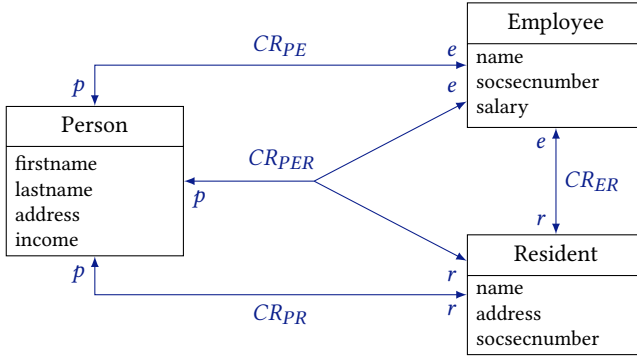 Employee
name
socsecnumber
salary
CR_PE
p
e
e
Person
firstname
lastname
address
income
CR_PER
p
e
CR_ER
r
Resident
name
address
socsecnumber
p
r
r
CR_PR